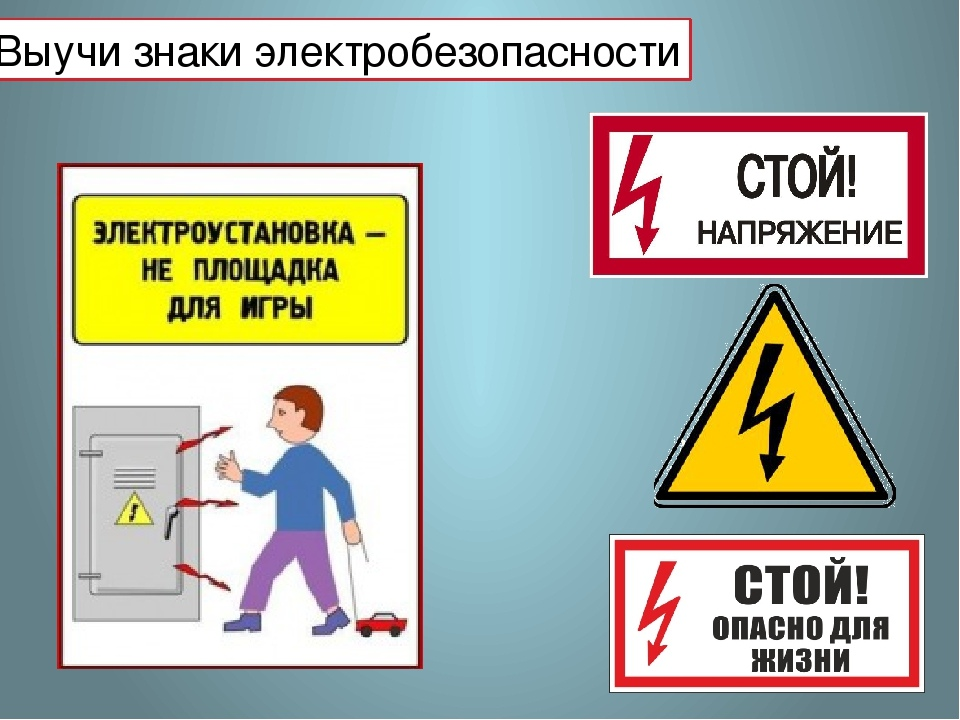 Выучи знаки электробезопасности
ЭЛЕКТРОУСТАНОВКА –
НЕ ПЛОЩАДКА
ДЛЯ ИГРЫ
СТОЙ!
НАПРЯЖЕНИЕ
СТОЙ!
ОПАСНО ДЛЯ
ЖИЗНИ